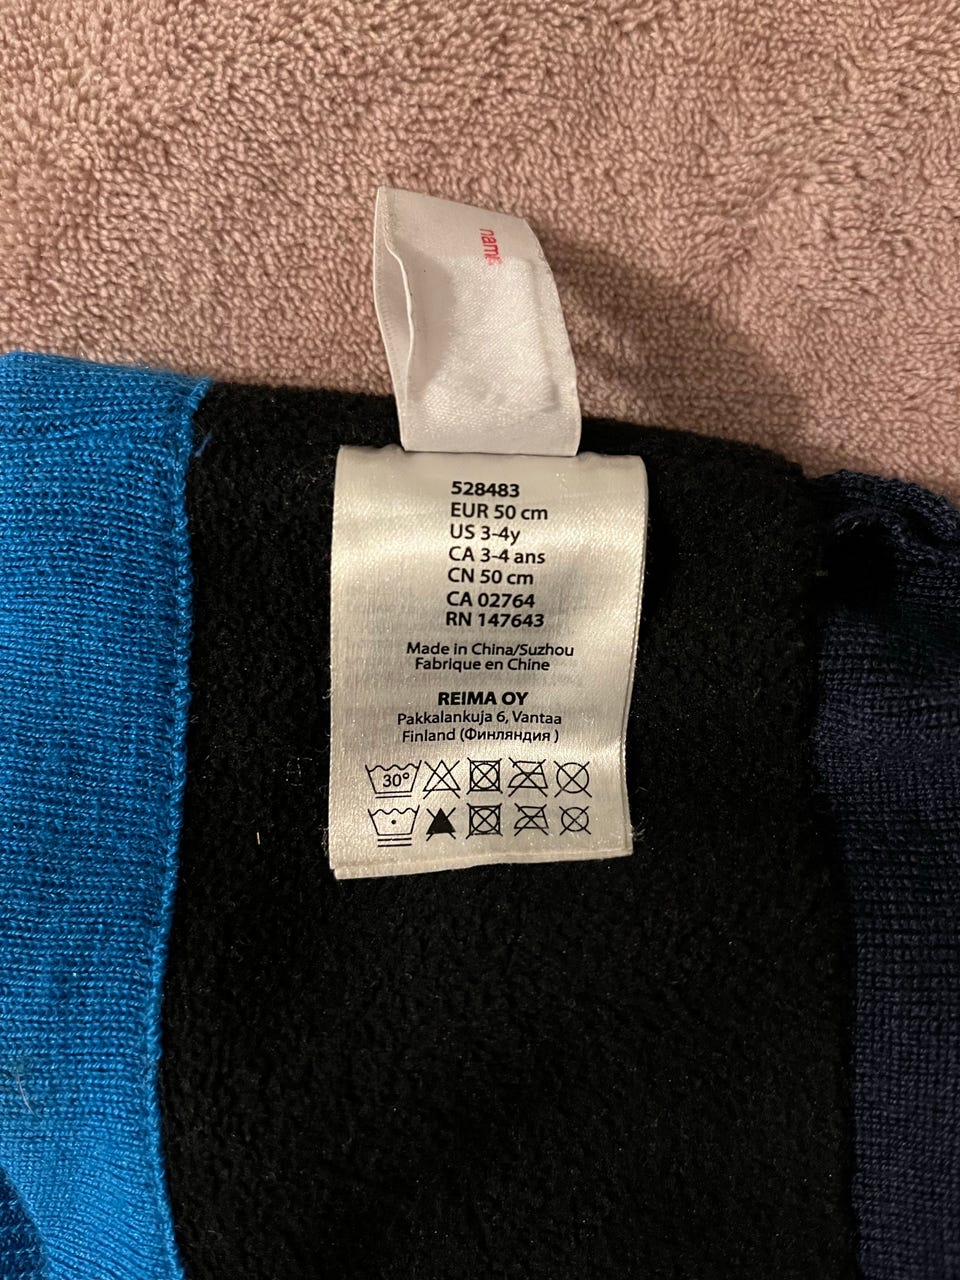 name
528483
EUR 50 cm
US 3-4y
CA 3-4 ans
CN 50 cm
CA 02764
RN 147643
Made in China/Suzhou
Fabrique en Chine
REIMA OY
Pakkalankuja 6, Vantaa
Finland (Финляндия )
30°